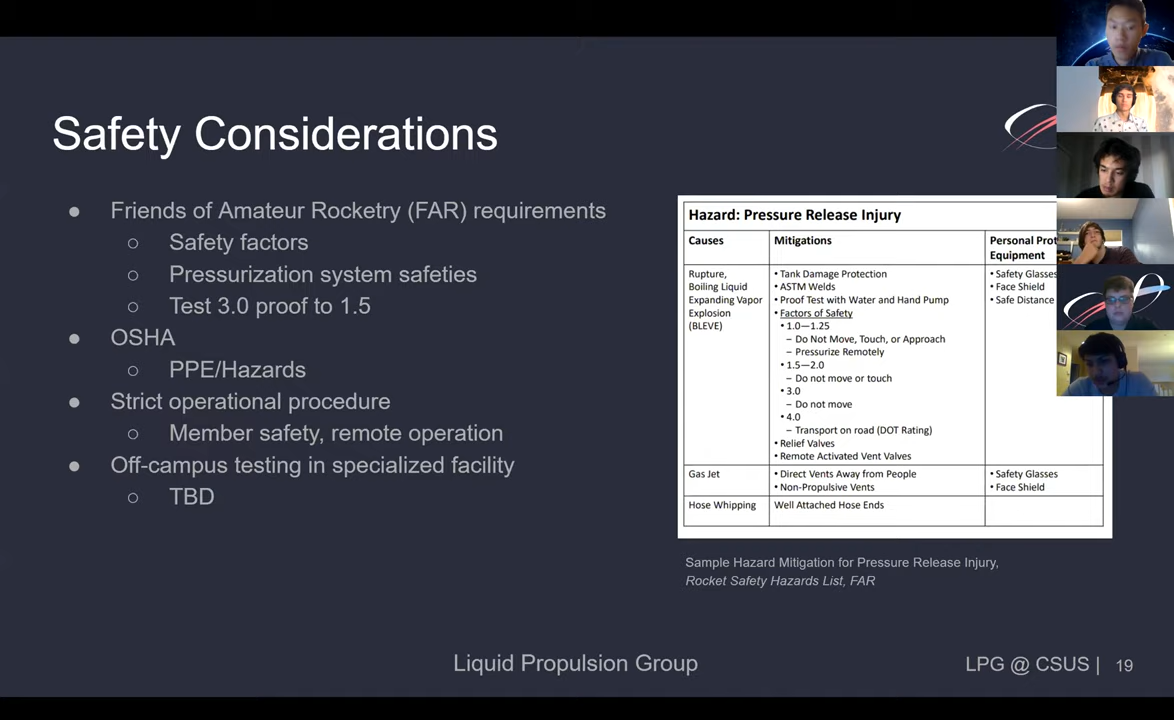 Safety Considerations
● Friends of Amateur Rocketry (FAR) requirements
○ Safety factors
○ Pressurization system safeties
○ Test 3.0 proof to 1.5
● OSHA
○ PPE/Hazards
● Strict operational procedure
○ Member safety, remote operation
● Off-campus testing in specialized facility
○ TBD
Hazard: Pressure Release Injury
Causes
Mitigations
Personal
Equipment
Rupture,
Boiling Liquid
Expanding Vapor
Explosion
(BLEVE)
• Tank Damage Protection
• ASTM Welds
• Proof Test with Water and Hand Pump
• Factors of Safety
• 1.0—1.25
– Do Not Move, Touch, or Approach
– Pressurize Remotely
• 1.5—2.0
– Do not move or touch
• 3.0
– Do not move
• 4.0
– Transport on road (DOT Rating)
• Relief Valves
• Remote Activated Vent Valves
• Safety Glasses
• Face Shield
• Safe Distance
Gas Jet
• Direct Vents Away from People
• Non-Propulsive Vents
• Safety Glasses
• Face Shield
Hose Whipping
Well Attached Hose Ends
Sample Hazard Mitigation for Pressure Release Injury,
Rocket Safety Hazards List, FAR
Liquid Propulsion Group
LPG @ CSUS | 19